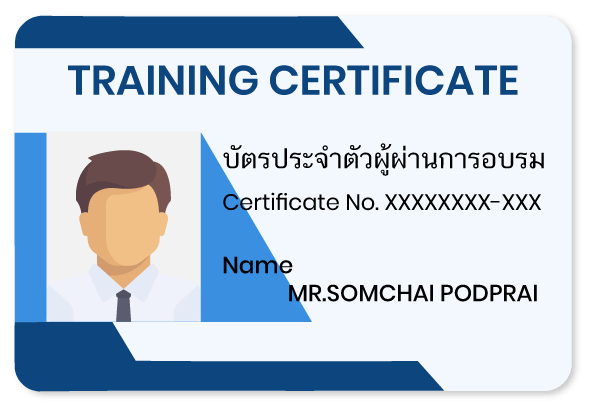 TRAINING CERTIFICATE
บัตรประจำตัวผู้ผ่านการอบรม
Certificate No. XXXXXXXX-XXX
Name
MR.SOMCHAI PODPRAI